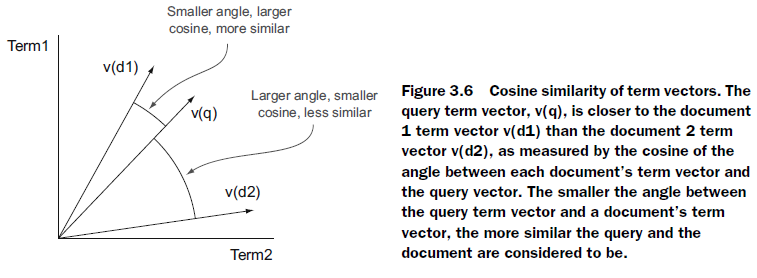 Smaller angle, larger
cosine, more similar
Term1
v(d1)
v(q)
Larger angle, smaller
cosine, less similar
v(d2)
Term2
Figure 3.6 Cosine similarity of term vectors. The
query term vector, v(q), is closer to the document
1 term vector v(d1) than the document 2 term
vector v(d2), as measured by the cosine of the
angle between each document’s term vector and
the query vector. The smaller the angle between
the query term vector and a document’s term
vector, the more similar the query and the
document are considered to be.